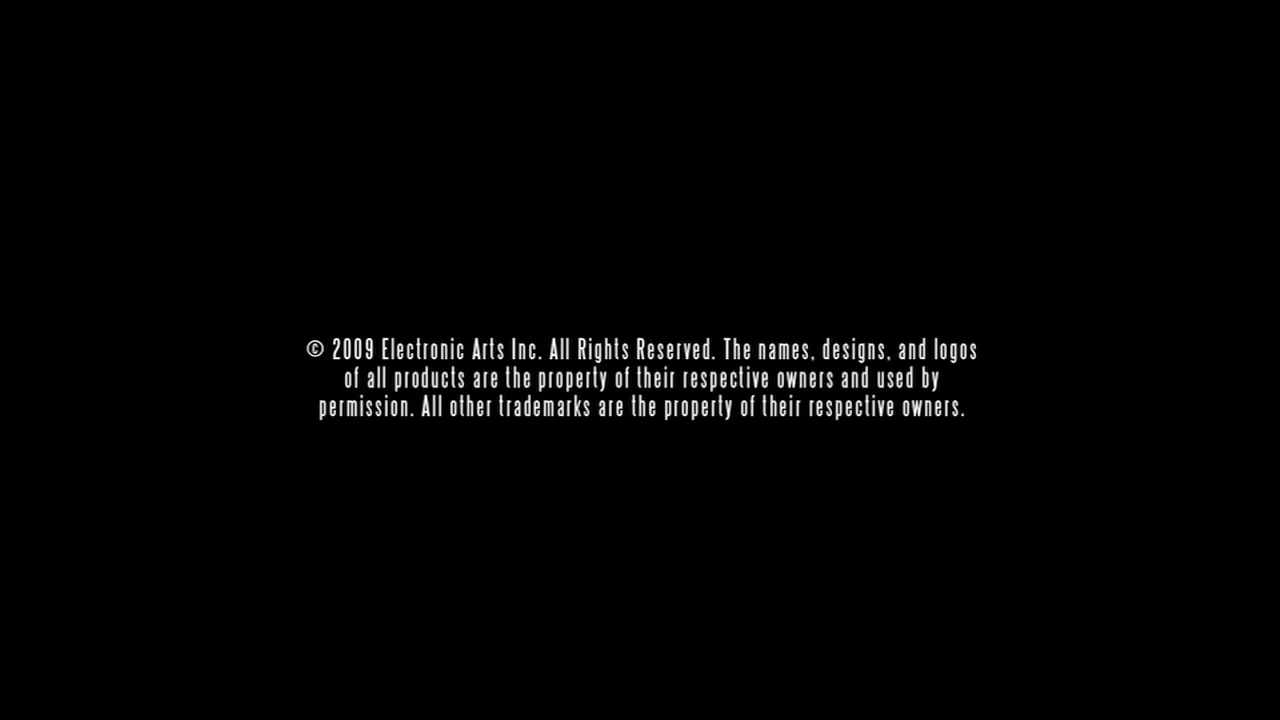 © 2009 Electronic Arts Inc. All Rights Reserved. The names, designs, and logos
of all products are the property of their respective owners and used by
permission. All other trademarks are the property of their respective owners.